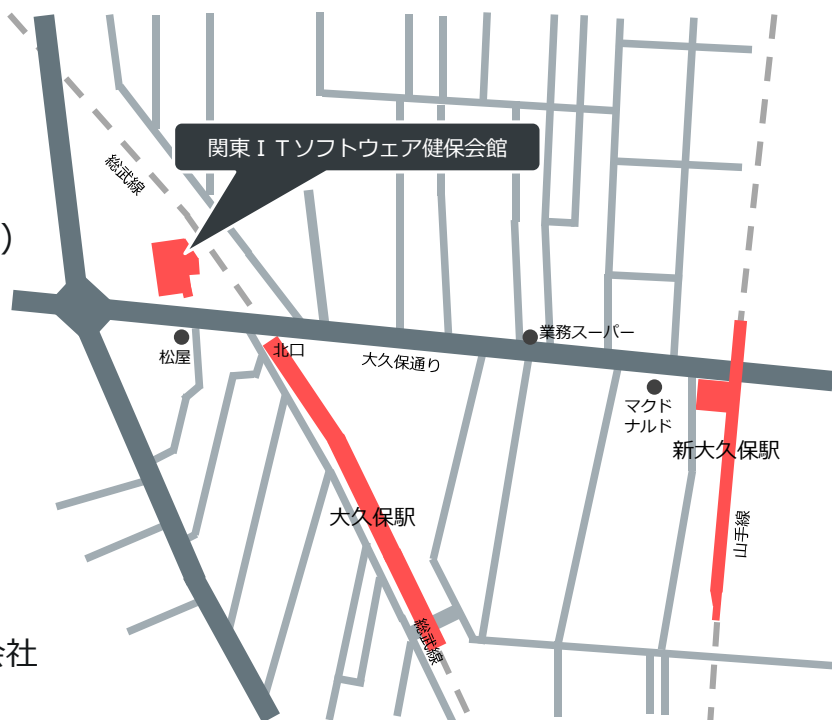 関東ＩＴソフトウェア健保会館
総武線
）
業務スーパー
松屋
北口
大久保通り
マクド
ナルド
新大久保駅
大久保駅
山手線
総武線
会社